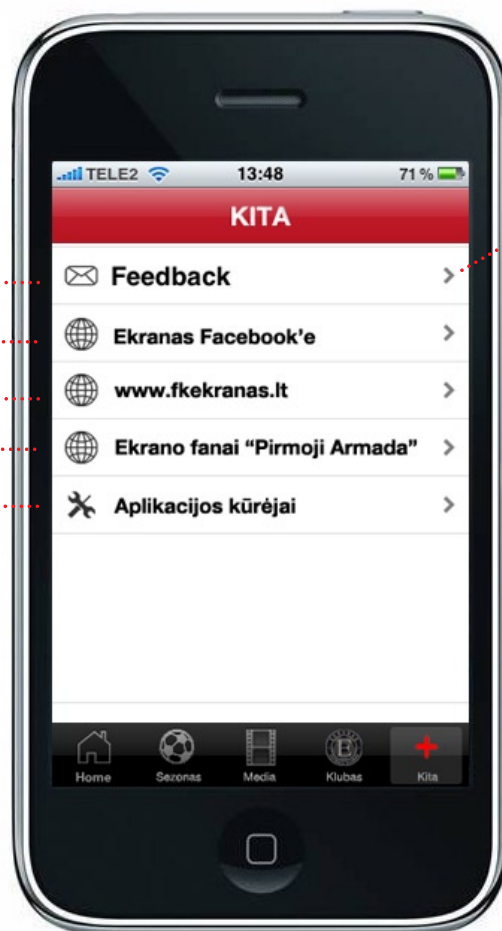 TELE2 13:48 71 %
KITA
Feedback
Ekranas Facebook’e
www.fkekranas.lt
Ekrano fanai “Pirmoji Armada”
Aplikacijos kūrėjai
Home Sezonas Media Klubas Kita